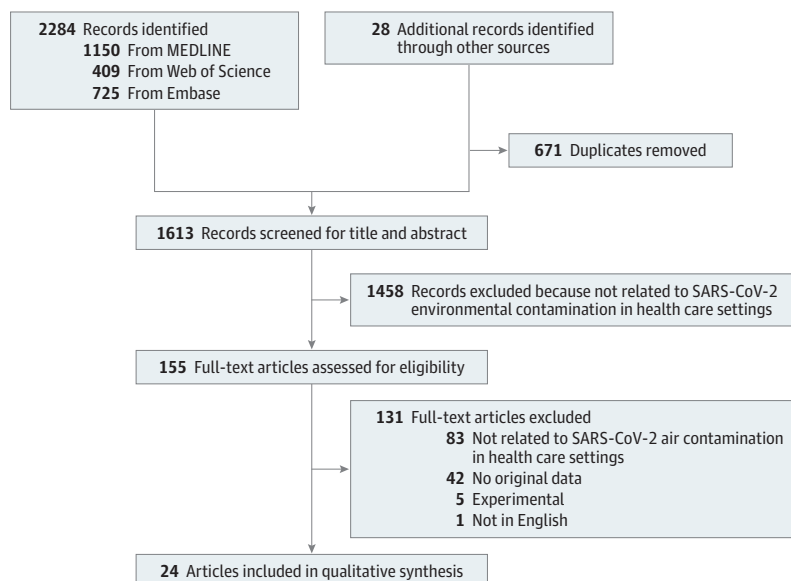 2284 Records identified
1150 From MEDLINE
409 From Web of Science
725 From Embase
28 Additional records identified
through other sources
671 Duplicates removed
1613 Records screened for title and abstract
1458 Records excluded because not related to SARS-CoV-2
environmental contamination in health care settings
155 Full-text articles assessed for eligibility
131 Full-text articles excluded
83 Not related to SARS-CoV-2 air contamination
in health care settings
42 No original data
5 Experimental
1 Not in English
24 Articles included in qualitative synthesis